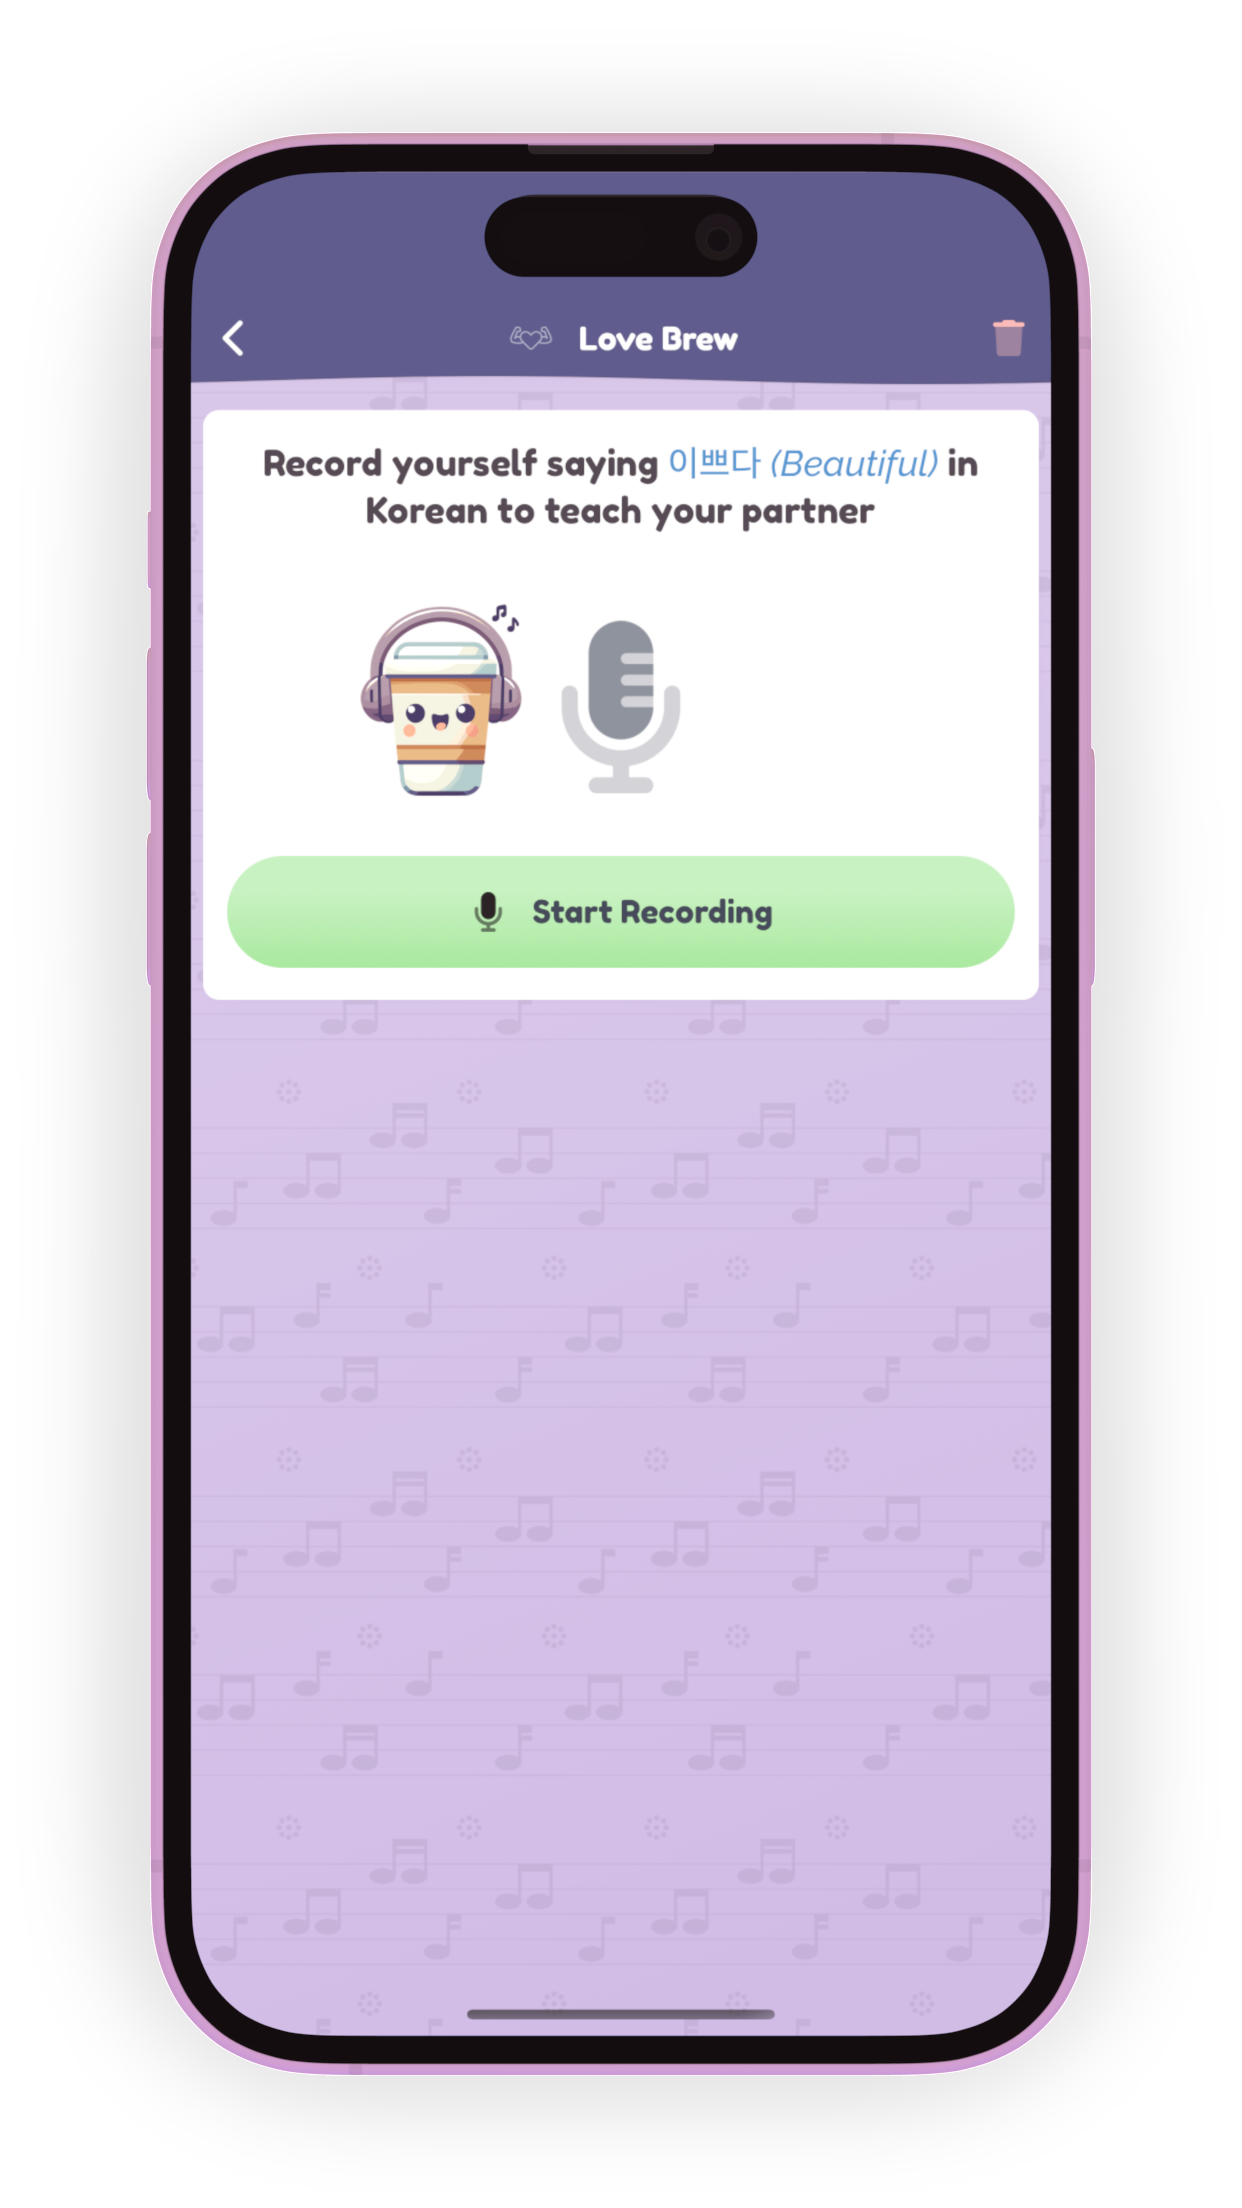 Love Brew
Record yourself saying 이쁘다 (Beautiful) in
Korean to teach your partner
Start Recording